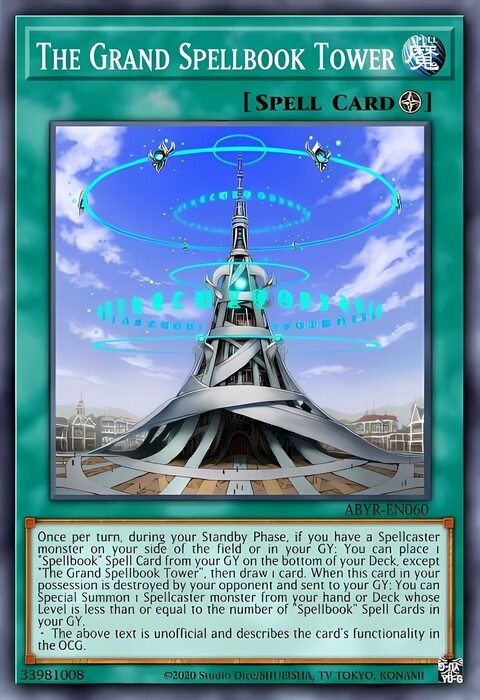 THE GRAND SPELLBOOK TOWER 魔
[SPELL CARD]
ABYR-EN060
Once per turn, during your Standby Phase, if you have a Spellcaster
monster on your side of the field or in your GY: You can place 1
"Spellbook" Spell Card from your GY on the bottom of your Deck, except
"The Grand Spellbook Tower", then draw 1 card. When this card in your
possession is destroyed by your opponent and sent to your GY: You can
Special Summon 1 Spellcaster monster from your hand or Deck whose
Level is less than or equal to the number of "Spellbook" Spell Cards in
your GY.
· The above text is unofficial and describes the card's functionality in
the OCG.
33981008 ©2020 Studio Dice/SHUEISHA, TV TOKYO, KONAMI